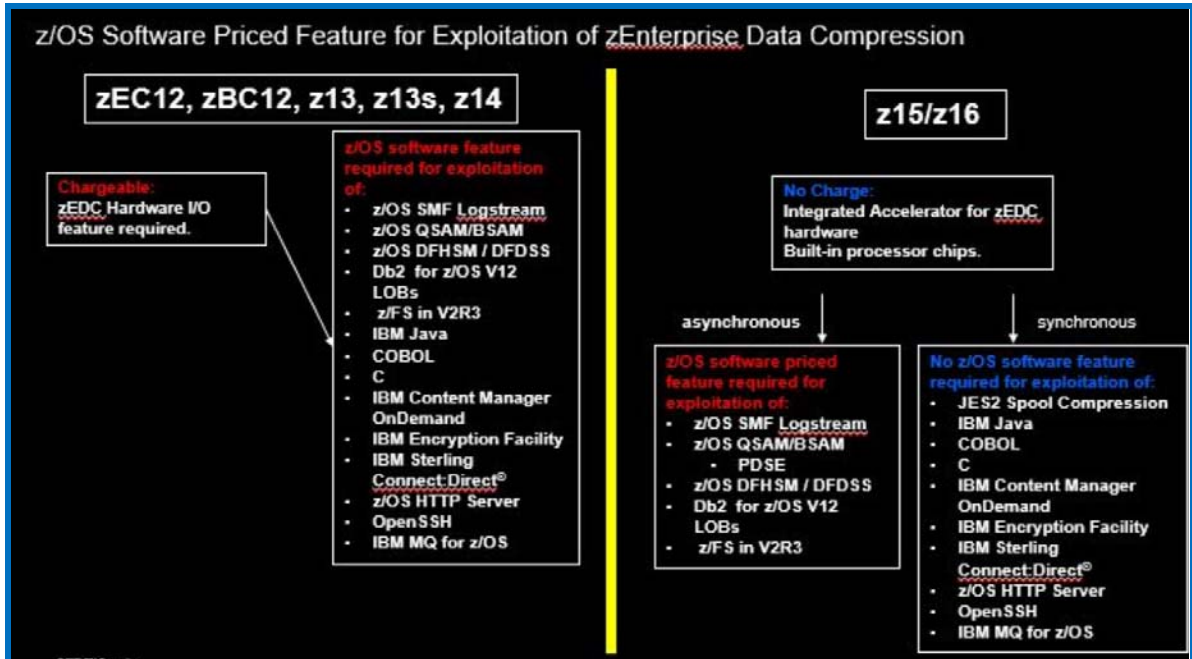 z/OS Software Priced Feature for Exploitation of zEnterprise Data Compression
zEC12, zBC12, z13, z13s, z14
Chargeable:
zEDC Hardware I/O
feature required.
z/OS software feature
required for exploitation
of:
• z/OS SMF Logstream
• z/OS QSAM/BSAM
• z/OS DFHSM / DFDSS
• Db2 for z/OS V12
LOBs
• z/FS in V2R3
• IBM Java
• COBOL
• C
• IBM Content Manager
OnDemand
• IBM Encryption Facility
• IBM Sterling
Connect:Direct®
• z/OS HTTP Server
• OpenSSH
• IBM MQ for z/OS
z15/z16
No Charge:
Integrated Accelerator for zEDC
hardware
Built-in processor chips.
asynchronous
z/OS software priced
feature required for
exploitation of:
• z/OS SMF Logstream
• z/OS QSAM/BSAM
• PDSE
• z/OS DFHSM / DFDSS
• Db2 for z/OS V12
LOBs
• z/FS in V2R3
synchronous
No z/OS software feature
required for exploitation of:
• JES2 Spool Compression
• IBM Java
• COBOL
• C
• IBM Content Manager
OnDemand
• IBM Encryption Facility
• IBM Sterling
Connect:Direct®
• z/OS HTTP Server
• OpenSSH
• IBM MQ for z/OS